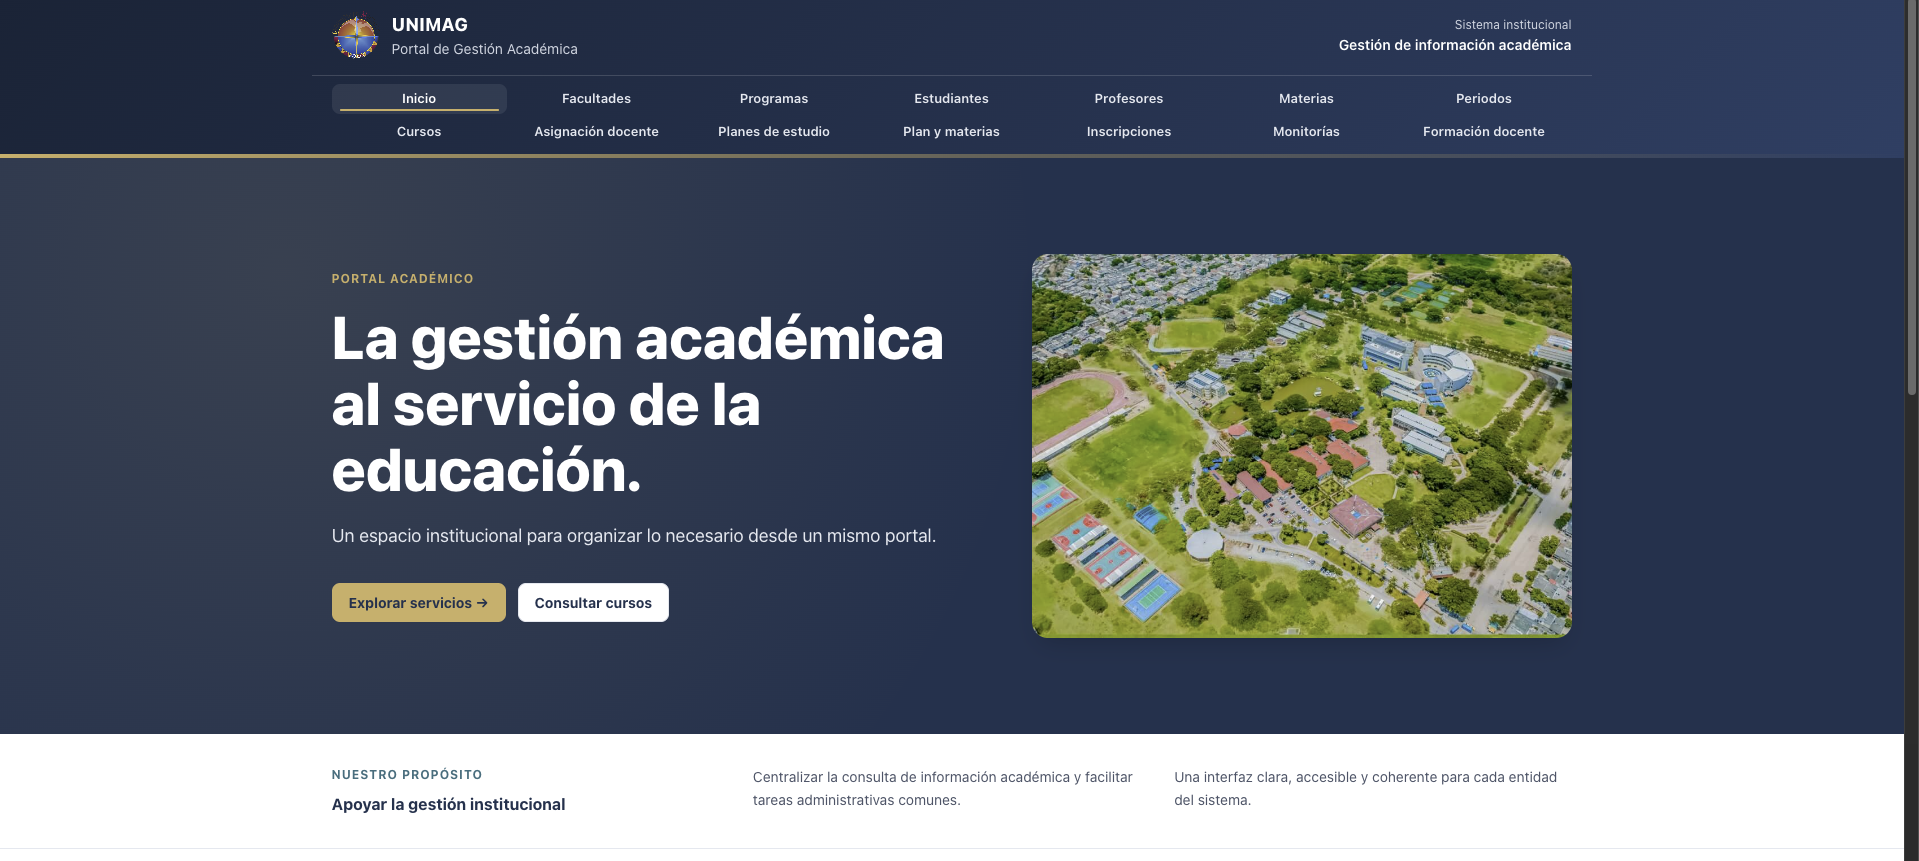 UNIMAG
Portal de Gestión Académica
Sistema institucional
Gestión de información académica
Inicio
Facultades
Programas
Estudiantes
Profesores
Materias
Periodos
Cursos
Asignación docente
Planes de estudio
Plan y materias
Inscripciones
Monitorías
Formación docente
PORTAL ACADÉMICO
La gestión académica
al servicio de la
educación.
Un espacio institucional para organizar lo necesario desde un mismo portal.
Explorar servicios →
Consultar cursos
NUESTRO PROPÓSITO
Apoyar la gestión institucional
Centralizar la consulta de información académica y facilitar
tareas administrativas comunes.
Una interfaz clara, accesible y coherente para cada entidad
del sistema.